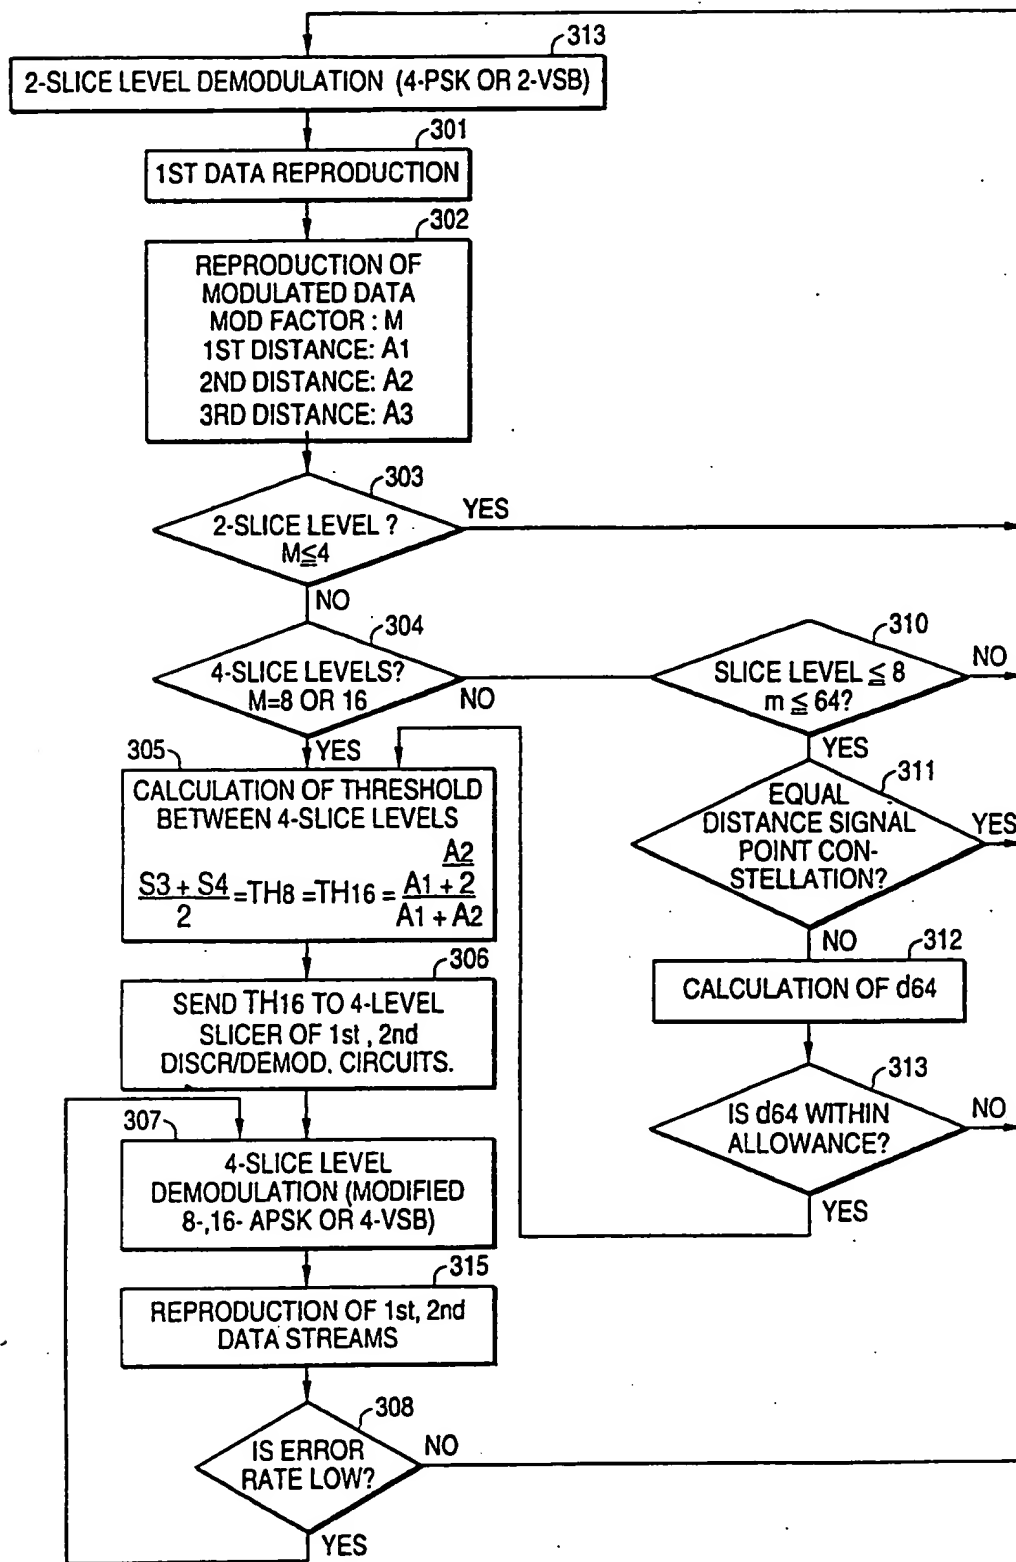 313
2-SLICE LEVEL DEMODULATION (4-PSK OR 2-VSB)
301
1ST DATA REPRODUCTION
302
REPRODUCTION OF
MODULATED DATA
MOD FACTOR : M
1ST DISTANCE: A1
2ND DISTANCE: A2
3RD DISTANCE: A3
303
2-SLICE LEVEL ?
M≦4
YES
NO
304
4-SLICE LEVELS?
M=8 OR 16
NO
YES
310
SLICE LEVEL ≦ 8
m ≦ 64?
NO
YES
305
CALCULATION OF THRESHOLD
BETWEEN 4-SLICE LEVELS
S3 + S4
2
=TH8 =TH16 =
A2
A1 + 2
A1 + A2
311
EQUAL
DISTANCE SIGNAL
POINT CON-
STELLATION?
YES
NO
312
CALCULATION OF d64
306
SEND TH16 TO 4-LEVEL
SLICER OF 1st , 2nd
DISCR/DEMOD. CIRCUITS.
313
IS d64 WITHIN
ALLOWANCE?
NO
YES
307
4-SLICE LEVEL
DEMODULATION (MODIFIED
8-,16- APSK OR 4-VSB)
315
REPRODUCTION OF 1st, 2nd
DATA STREAMS
308
IS ERROR
RATE LOW?
NO
YES